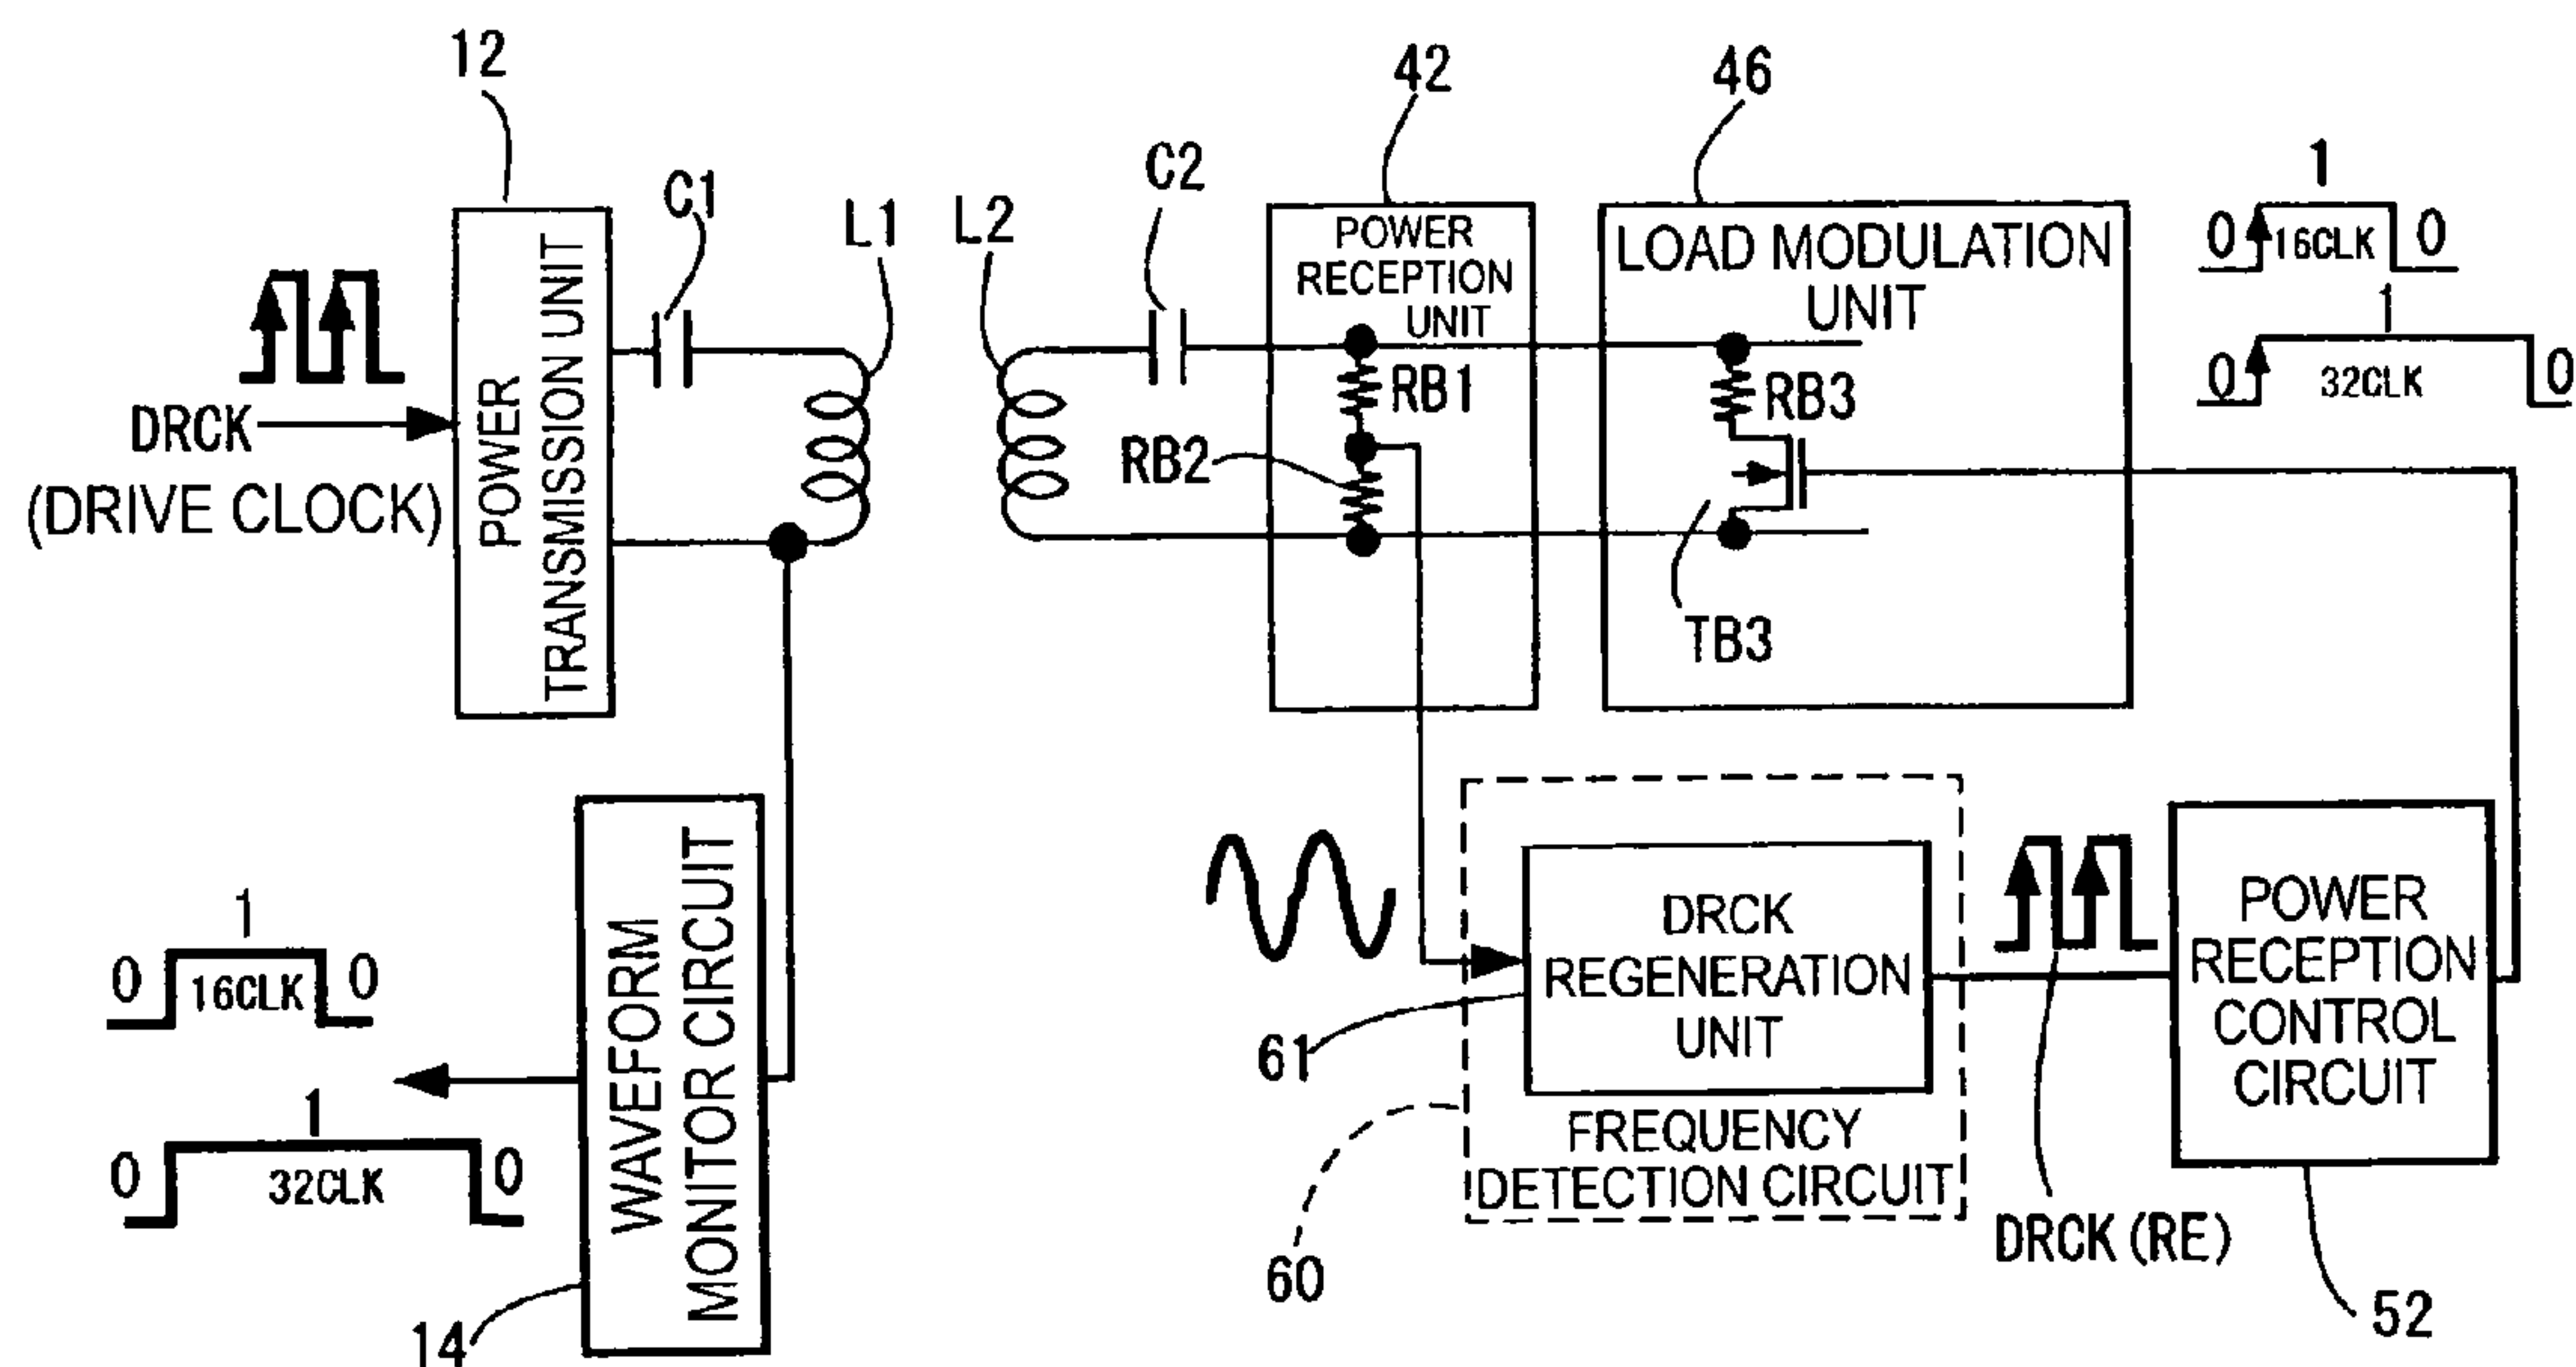 12
42
46
C1
C2
L1
L2
1
0
16CLK
0
1
0
32CLK
0
POWER
RECEPTION
UNIT
LOAD MODULATION
UNIT
POWER
TRANSMISSION UNIT
DRCK
(DRIVE CLOCK)
RB1
RB2
RB3
TB3
WAVEFORM
MONITOR CIRCUIT
1
0
16CLK
0
1
0
32CLK
0
14
DRCK
REGENERATION
UNIT
61
FREQUENCY
DETECTION CIRCUIT
60
DRCK (RE)
POWER
RECEPTION
CONTROL
CIRCUIT
52